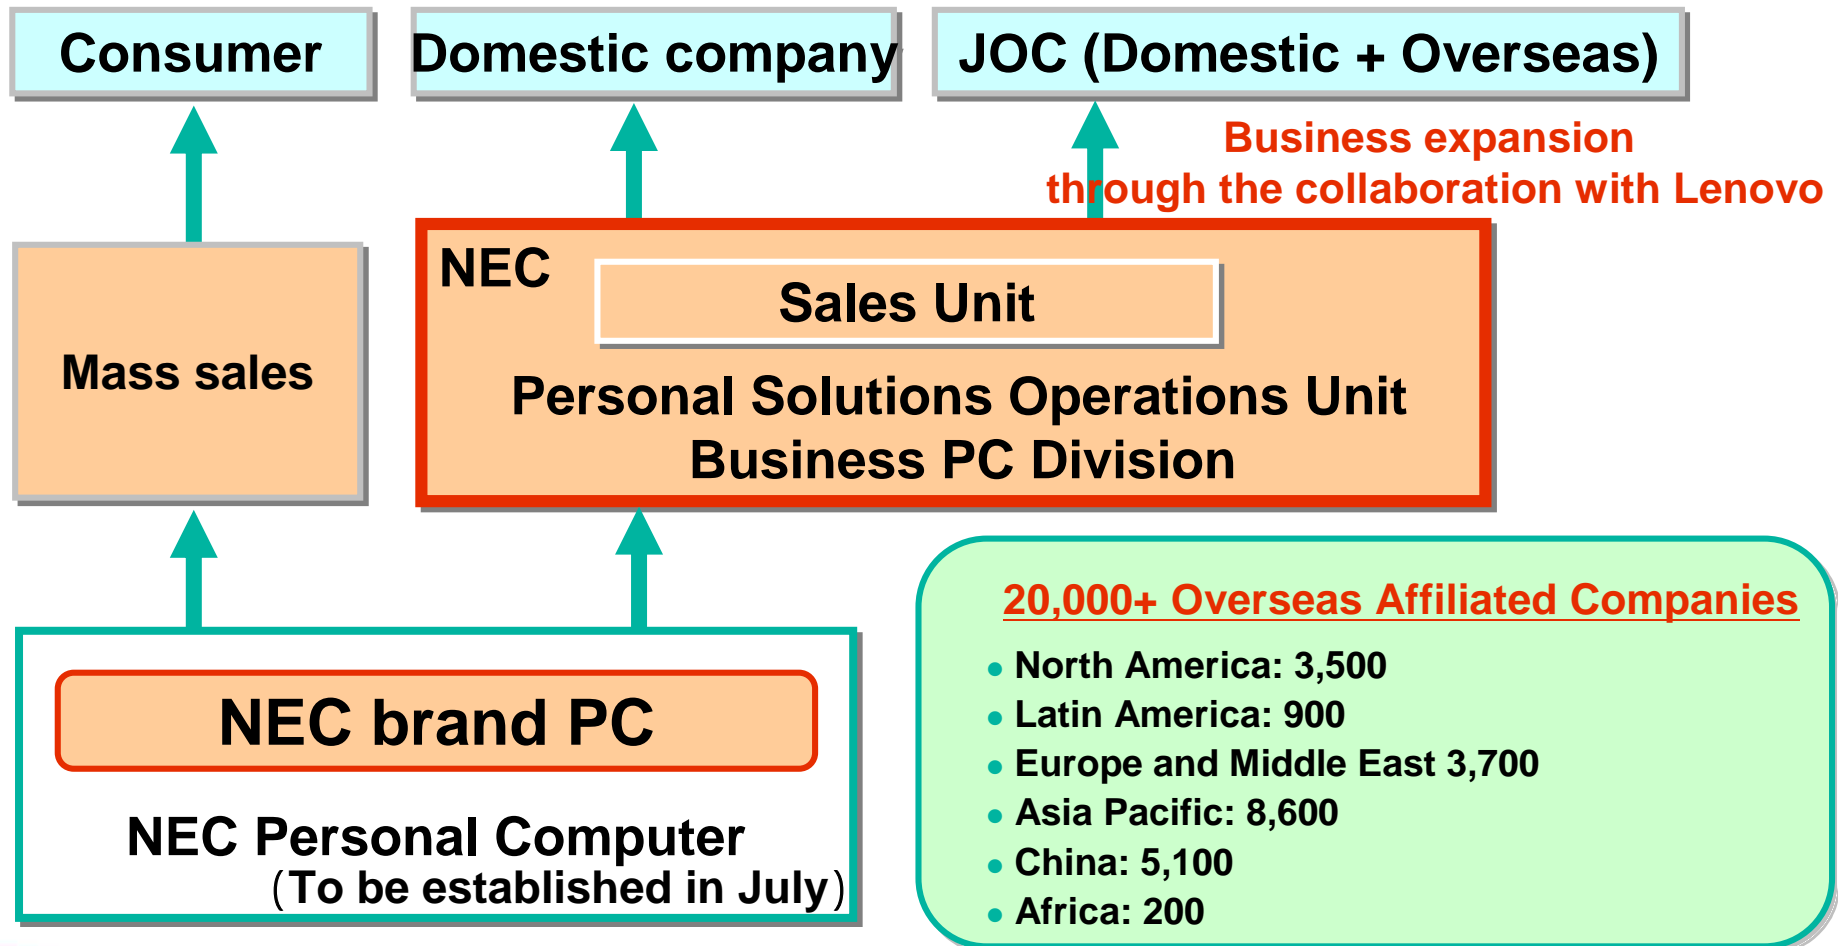 Consumer
Domestic company
JOC (Domestic + Overseas)
Business expansion
through the collaboration with Lenovo
Mass sales
NEC
Sales Unit
Personal Solutions Operations Unit
Business PC Division
NEC brand PC
NEC Personal Computer
(To be established in July)
20,000+ Overseas Affiliated Companies
● North America: 3,500
● Latin America: 900
● Europe and Middle East 3,700
● Asia Pacific: 8,600
● China: 5,100
● Africa: 200